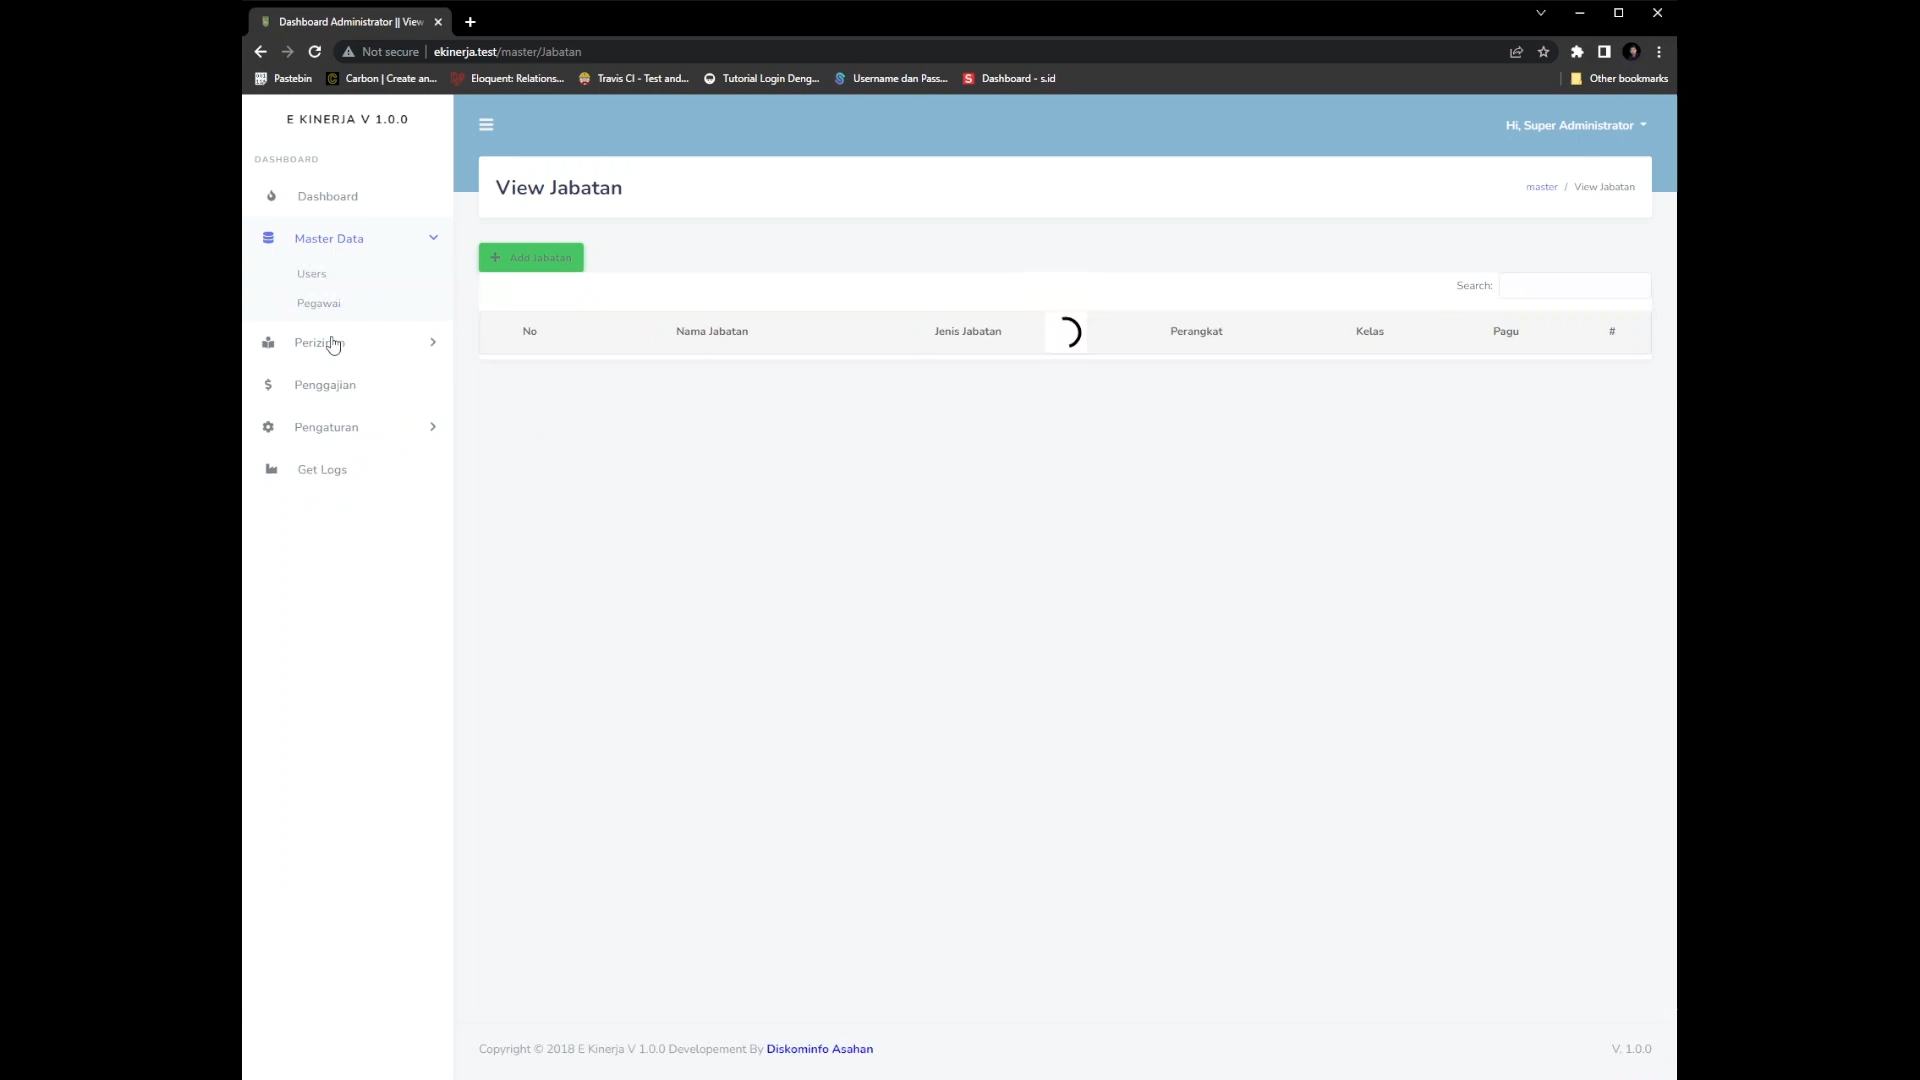 Dashboard Administrator || View
Not secure | ekinerja.test/master/Jabatan
Pastebin
Carbon | Create an...
Eloquent: Relations...
Travis CI - Test and...
Tutorial Login Deng...
Username dan Pass...
Dashboard - s.id
Other bookmarks
E KINERJA V 1.0.0
Hi, Super Administrator
DASHBOARD
Dashboard
Master Data
Users
Pegawai
Penggajian
Pengaturan
Get Logs
View Jabatan
master / View Jabatan
Add Jabatan
Search:
No Nama Jabatan Jenis Jabatan Perangkat Kelas Pagu #
Copyright © 2018 E Kinerja V 1.0.0 Developement By Diskominfo Asahan
V. 1.0.0